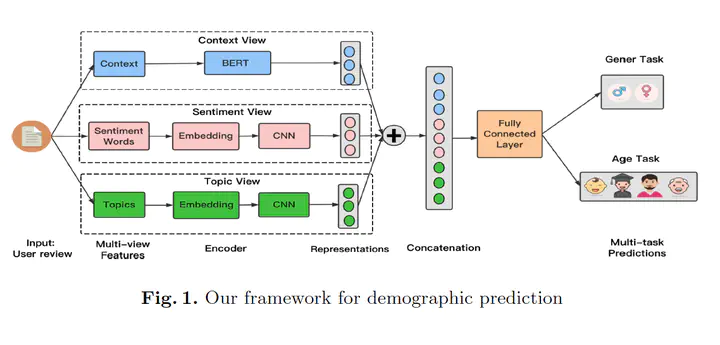 Context View
Context
BERT
Sentiment View
Sentiment
Words
Embedding
CNN
Topic View
Topics
Embedding
CNN
Fully
Connected
Layer
Gener Task
Age Task
Input:
User review
Multi-view
Features
Encoder
Representations
Concatenation
Multi-task
Predictions
Fig. 1. Our framework for demographic prediction